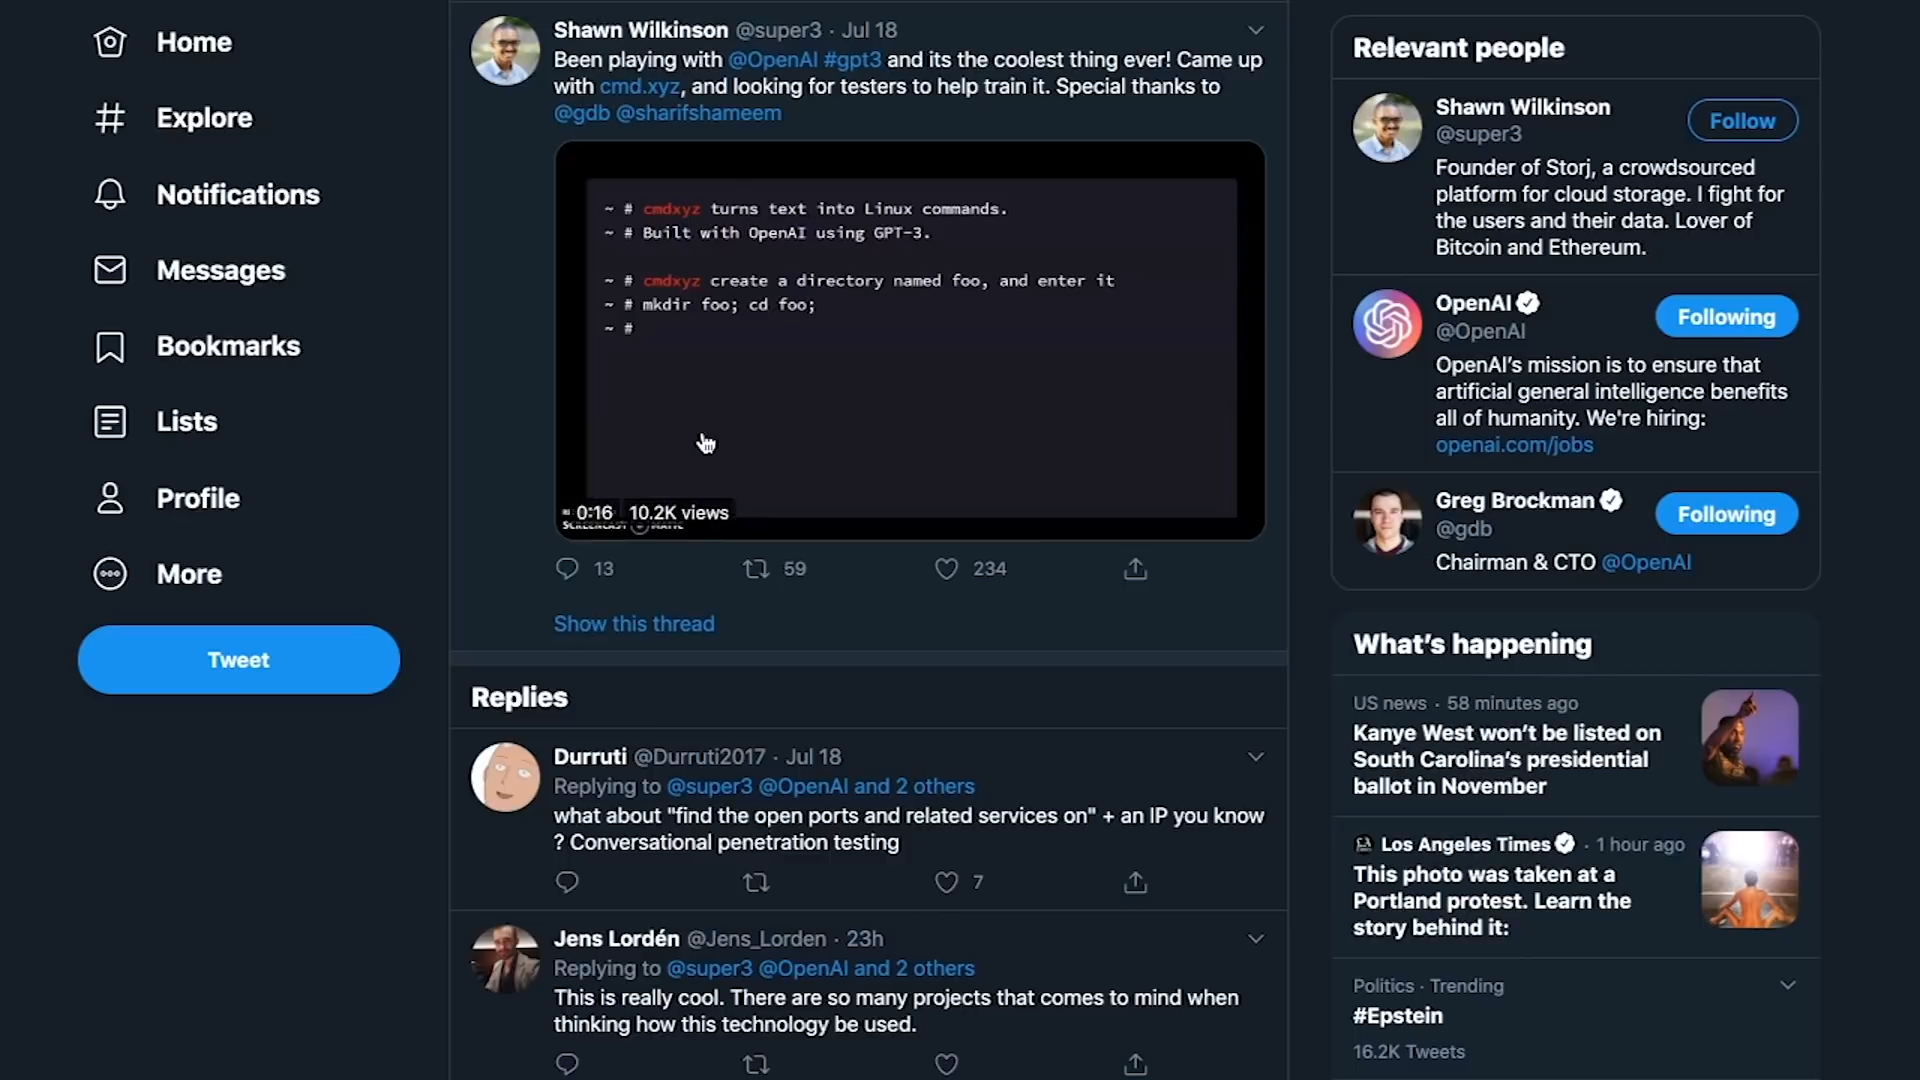 Home
Explore
Notifications
Messages
Bookmarks
Lists
Profile
More
Tweet
Shawn Wilkinson @super3 · Jul 18
Been playing with @OpenAI #gpt3 and its the coolest thing ever! Came up
with cmd.xyz, and looking for testers to help train it. Special thanks to
@gdb @sharifshameem
~ # cmdxyz turns text into Linux commands.
~ # Built with OpenAI using GPT-3.
~ # cmdxyz create a directory named foo, and enter it
~ # mkdir foo; cd foo;
~ #
0:16 10.2K views
13 59 234
Show this thread
Replies
Durruti @Durruti2017 · Jul 18
Replying to @super3 @OpenAI and 2 others
what about "find the open ports and related services on" + an IP you know
? Conversational penetration testing
7
Jens Lordén @Jens_Lorden · 23h
Replying to @super3 @OpenAI and 2 others
This is really cool. There are so many projects that comes to mind when
thinking how this technology be used.
Relevant people
Shawn Wilkinson
@super3
Follow
Founder of Storj, a crowdsourced
platform for cloud storage. I fight for
the users and their data. Lover of
Bitcoin and Ethereum.
OpenAI
@OpenAI
Following
OpenAI’s mission is to ensure that
artificial general intelligence benefits
all of humanity. We're hiring:
openai.com/jobs
Greg Brockman
@gdb
Following
Chairman & CTO @OpenAI
What’s happening
US news · 58 minutes ago
Kanye West won’t be listed on
South Carolina’s presidential
ballot in November
Los Angeles Times · 1 hour ago
This photo was taken at a
Portland protest. Learn the
story behind it:
Politics · Trending
#Epstein
16.2K Tweets